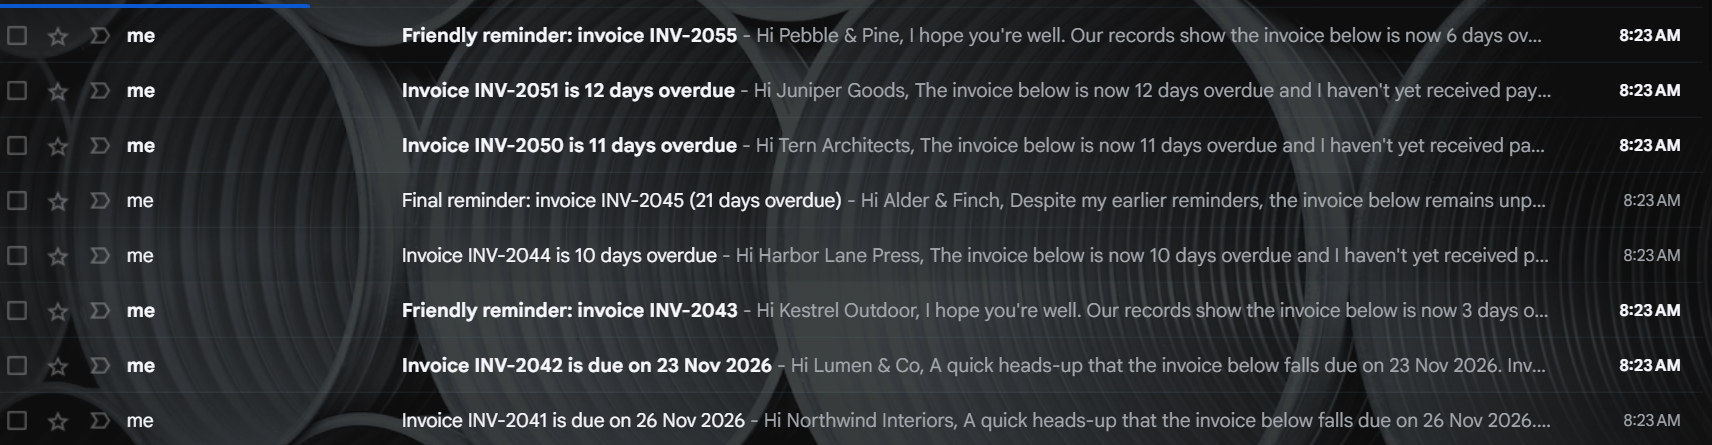 me Friendly reminder: invoice INV-2055 - Hi Pebble & Pine, I hope you're well. Our records show the invoice below is now 6 days ov... 8:23 AM
me Invoice INV-2051 is 12 days overdue - Hi Juniper Goods, The invoice below is now 12 days overdue and I haven't yet received pay... 8:23 AM
me Invoice INV-2050 is 11 days overdue - Hi Tern Architects, The invoice below is now 11 days overdue and I haven't yet received pa... 8:23 AM
me Final reminder: invoice INV-2045 (21 days overdue) - Hi Alder & Finch, Despite my earlier reminders, the invoice below remains unp... 8:23 AM
me Invoice INV-2044 is 10 days overdue - Hi Harbor Lane Press, The invoice below is now 10 days overdue and I haven't yet received p... 8:23 AM
me Friendly reminder: invoice INV-2043 - Hi Kestrel Outdoor, I hope you're well. Our records show the invoice below is now 3 days o... 8:23 AM
me Invoice INV-2042 is due on 23 Nov 2026 - Hi Lumen & Co, A quick heads-up that the invoice below falls due on 23 Nov 2026. Inv... 8:23 AM
me Invoice INV-2041 is due on 26 Nov 2026 - Hi Northwind Interiors, A quick heads-up that the invoice below falls due on 26 Nov 2026.... 8:23 AM